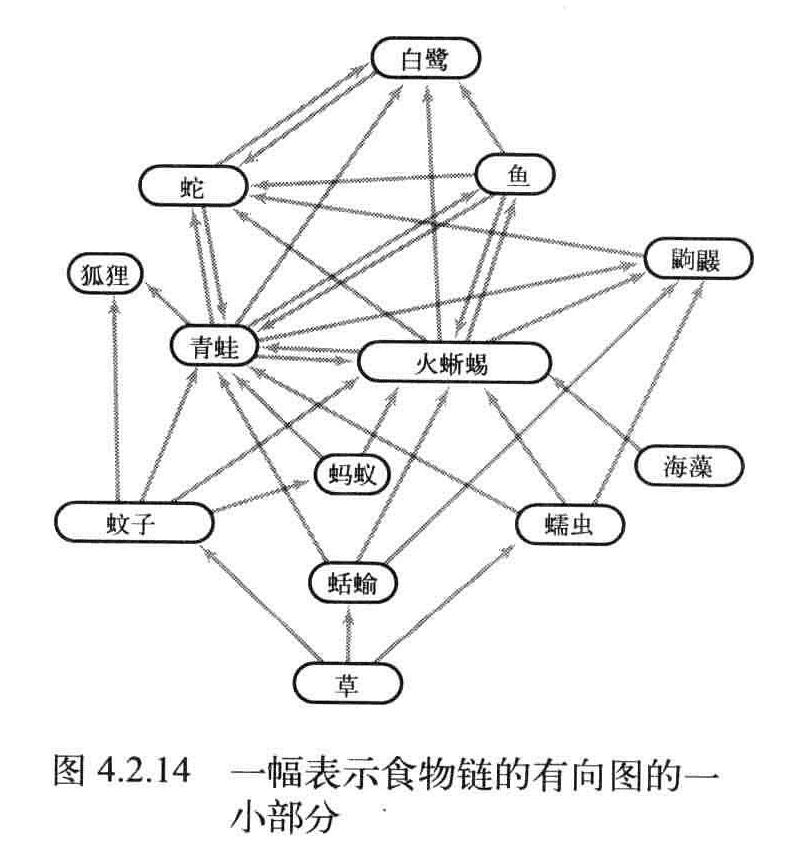 白鹭
蛇
鱼
狐狸
鼩鼹
青蛙
火蜥蜴
蚂蚁
海藻
蚊子
蠕虫
蛞蝓
草
图 4.2.14 一幅表示食物链的有向图的一
小部分